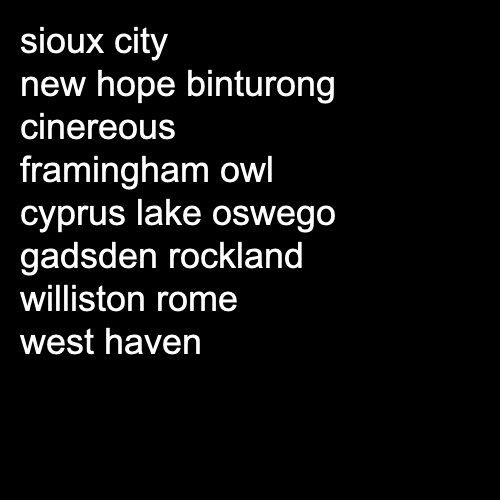 sioux city
new hope binturong
cinereous
framingham owl
cyprus lake oswego
gadsden rockland
williston rome
west haven